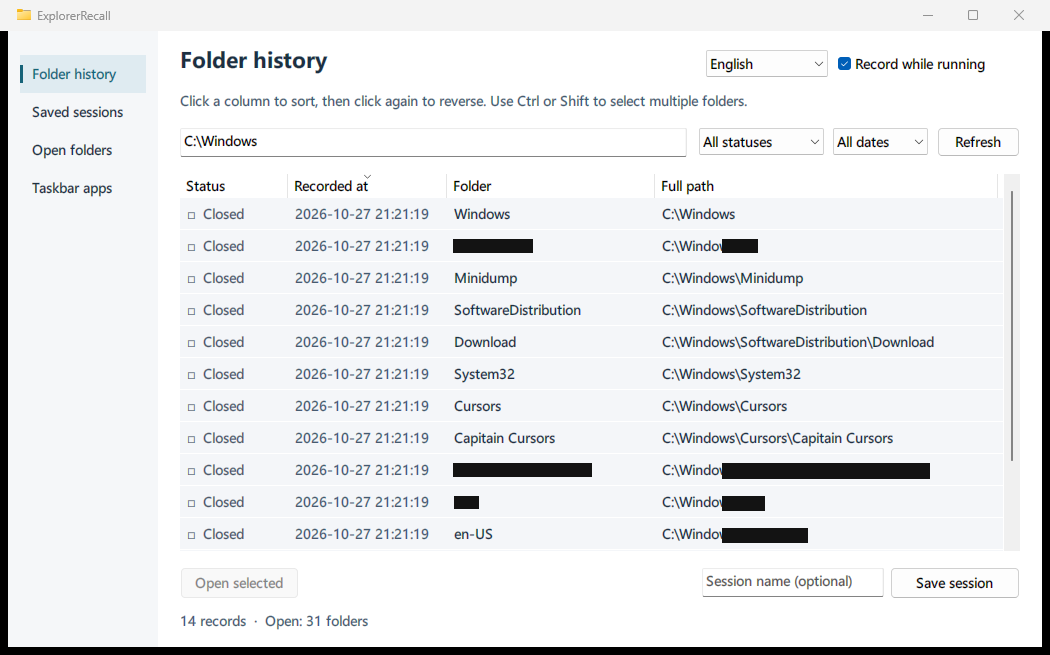 ExplorerRecall
Folder history
Saved sessions
Open folders
Taskbar apps
Folder history
English
Record while running
Click a column to sort, then click again to reverse. Use Ctrl or Shift to select multiple folders.
C:\Windows
All statuses
All dates
Refresh
Status Recorded at Folder Full path
Closed 2026-10-27 21:21:19 Windows C:\Windows
Closed 2026-10-27 21:21:19 C:\Windo
Closed 2026-10-27 21:21:19 Minidump C:\Windows\Minidump
Closed 2026-10-27 21:21:19 SoftwareDistribution C:\Windows\SoftwareDistribution
Closed 2026-10-27 21:21:19 Download C:\Windows\SoftwareDistribution\Download
Closed 2026-10-27 21:21:19 System32 C:\Windows\System32
Closed 2026-10-27 21:21:19 Cursors C:\Windows\Cursors
Closed 2026-10-27 21:21:19 Capitain Cursors C:\Windows\Cursors\Capitain Cursors
Closed 2026-10-27 21:21:19 C:\Windo
Closed 2026-10-27 21:21:19 C:\Windo
Closed 2026-10-27 21:21:19 en-US C:\Windo
Open selected
Session name (optional)
Save session
14 records · Open: 31 folders